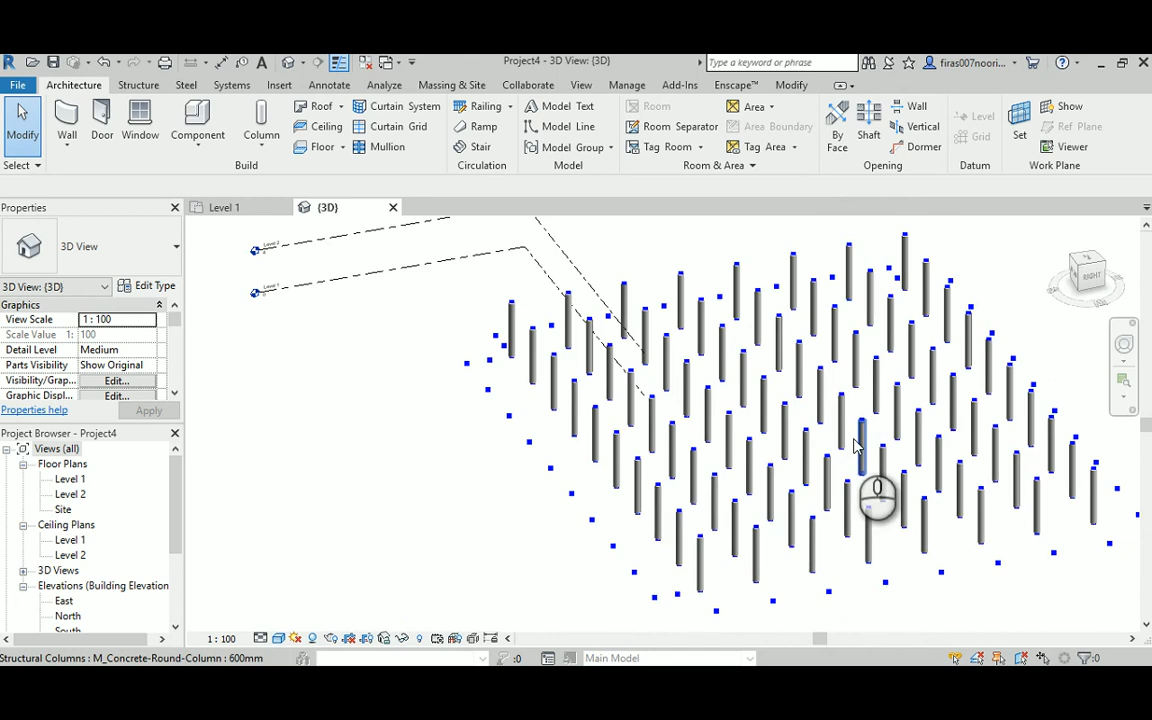 Project4 - 3D View: {3D}
Type a keyword or phrase
firas007noori...
File Architecture Structure Steel Systems Insert Annotate Analyze Massing & Site Collaborate View Manage Add-Ins Enscape™ Modify
Modify
Wall
Door
Window
Component
Column
Roof
Ceiling
Floor
Curtain System
Curtain Grid
Mullion
Railing
Ramp
Stair
Model Text
Model Line
Model Group
Room
Room Separator
Tag Room
Area
Area Boundary
Tag Area
By
Face
Shaft
Wall
Vertical
Dormer
Level
Grid
Set
Show
Ref Plane
Viewer
Select
Build
Circulation
Model
Room & Area
Opening
Datum
Work Plane
Properties
Level 1
{3D}
3D View
3D View: {3D}
Edit Type
Graphics
View Scale 1 : 100
Scale Value 1: 100
Detail Level Medium
Parts Visibility Show Original
Visibility/Grap... Edit...
Graphic Displ... Edit...
Properties help
Apply
Project Browser - Project4
Views (all)
Floor Plans
Level 1
Level 2
Site
Ceiling Plans
Level 1
Level 2
3D Views
Elevations (Building Elevation
East
North
South
Level 2
Level 1
RIGHT
1 : 100
Structural Columns : M_Concrete-Round-Column : 600mm
:0
Main Model
:0